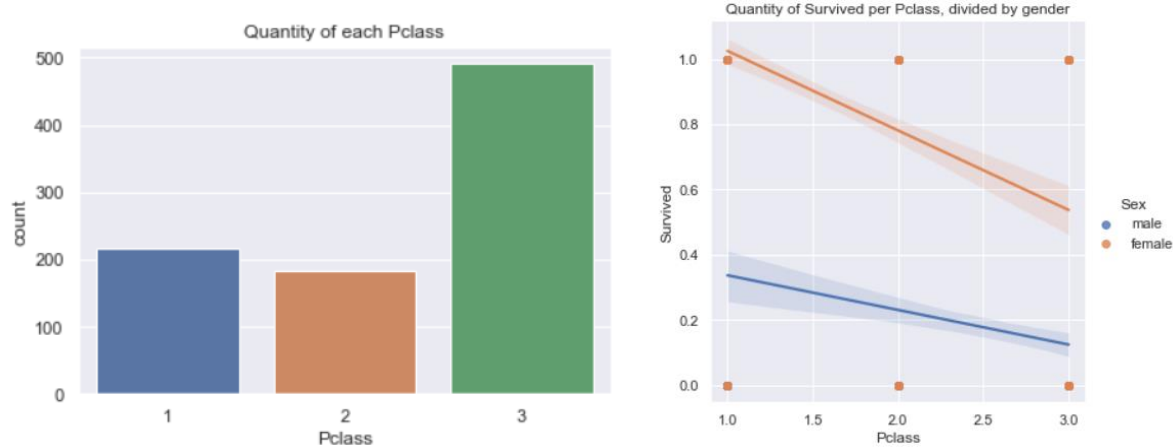 Quantity of each Pclass
500
400
300
200
100
0
count
1 2 3
Pclass
Quantity of Survived per Pclass, divided by gender
1.0
0.8
0.6
0.4
0.2
0.0
Survived
1.0 1.5 2.0 2.5 3.0
Pclass
Sex
male
female